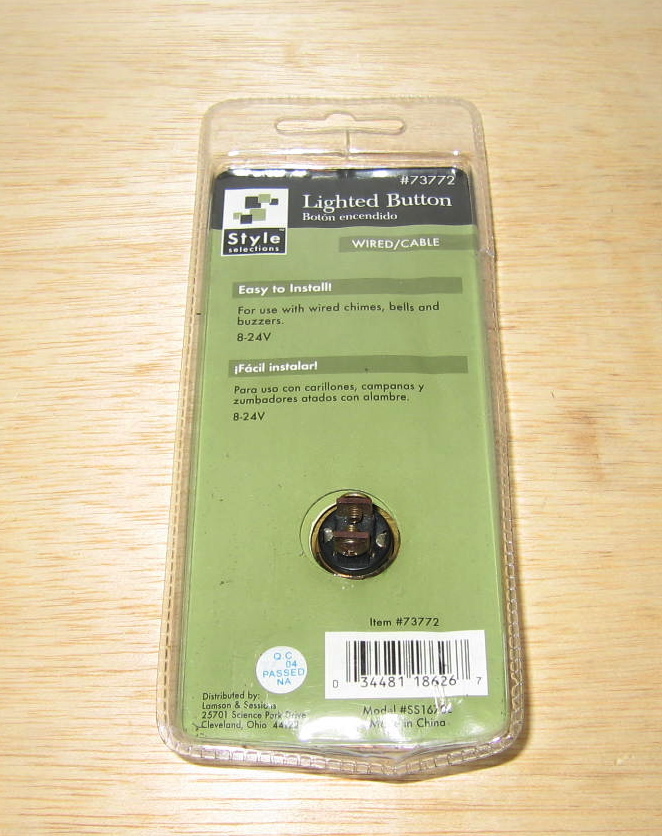 #73772
Lighted Button
Botón encendido
Style
selections
WIRED/CABLE
Easy to Install!
For use with wired chimes, bells and
buzzers.
8-24V
¡Fácil instalar!
Para uso con carillones, campanas y
zumbadores atados con alambre.
8-24V
Item #73772
0 34481 18626 7
Q.C
04
PASSED
NA
Distributed by:
Lamson & Sessions
25701 Science Park Drive
Cleveland, Ohio
Model
Made in China